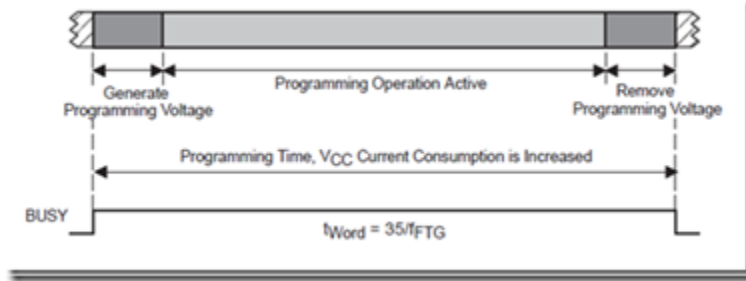 Programming Operation Active
Generate
Programming Voltage
Remove
Programming Voltage
Programming Time, VCC Current Consumption is Increased
BUSY
tWord = 35/fFTG